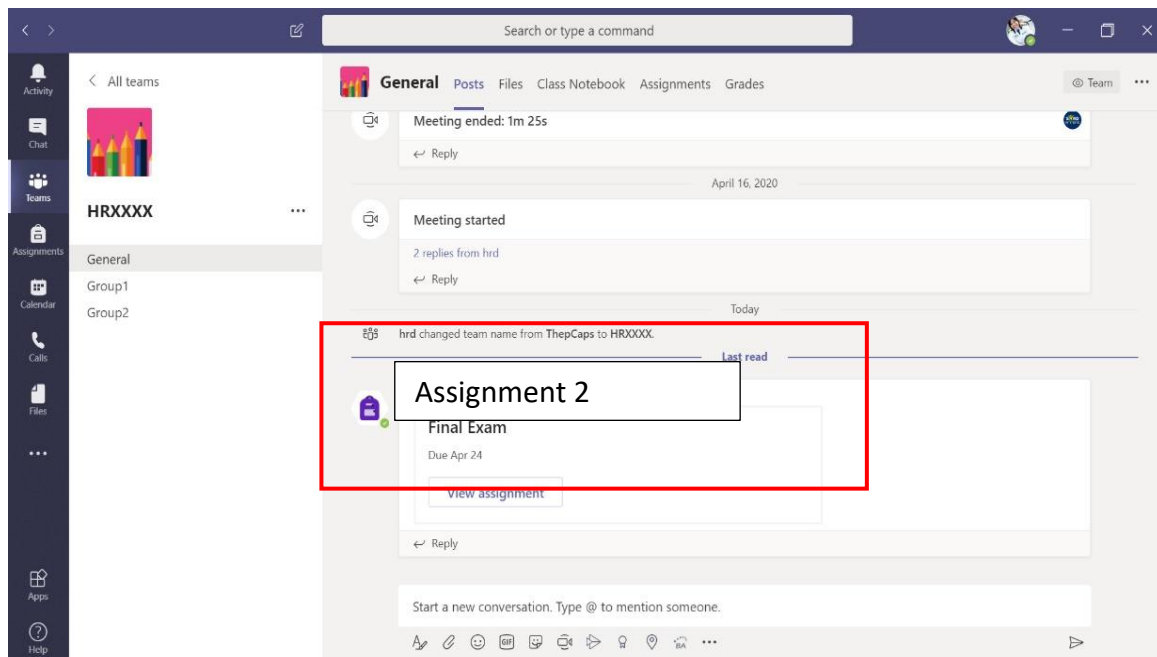 Search or type a command
Activity
Chat
Teams
Assignments
Calendar
Calls
Files
Apps
Help
All teams
HRXXXX
General
Group1
Group2
General Posts Files Class Notebook Assignments Grades
Team
Meeting ended: 1m 25s
Reply
April 16, 2020
Meeting started
2 replies from hrd
Reply
Today
hrd changed team name from ThepCaps to HRXXXX.
Last read
Assignment 2
Final Exam
Due Apr 24
View assignment
Reply
Start a new conversation. Type @ to mention someone.
GIF